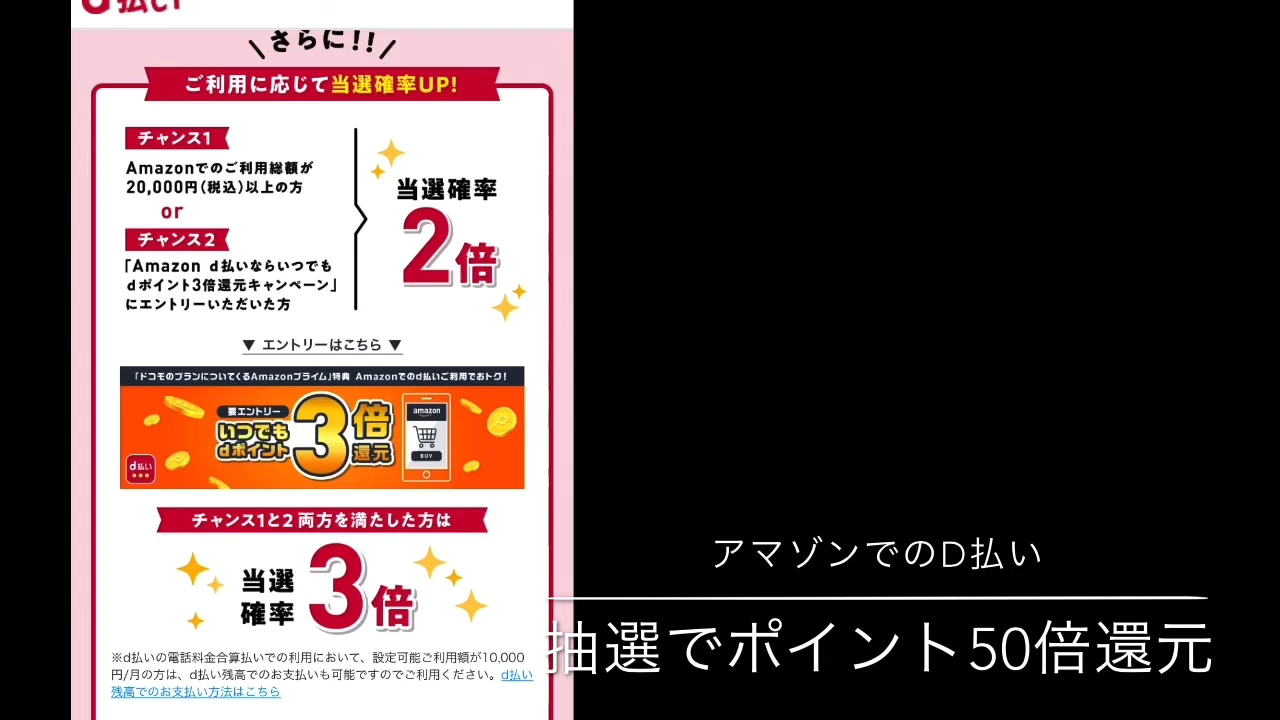 d払い
さらに!!
ご利用に応じて当選確率UP!
チャンス1
Amazonでのご利用総額が
20,000円(税込)以上の方
or
チャンス2
「Amazon d払いならいつでも
dポイント3倍還元キャンペーン」
にエントリーいただいた方
当選確率
2倍
▼ エントリーはこちら ▼
「ドコモのプランについてくるAmazonプライム」特典 Amazonでのd払いご利用でおトク!
要エントリー
いつでも
dポイント
3倍
還元
amazon
BUY
d払い
チャンス1と2 両方を満たした方は
当選
確率
3倍
※d払いの電話料金合算払いでの利用において、設定可能ご利用額が10,000
円/月の方は、d払い残高でのお支払いも可能ですのでご利用ください。d払い
残高でのお支払い方法はこちら
アマゾンでのD払い
抽選でポイント50倍還元